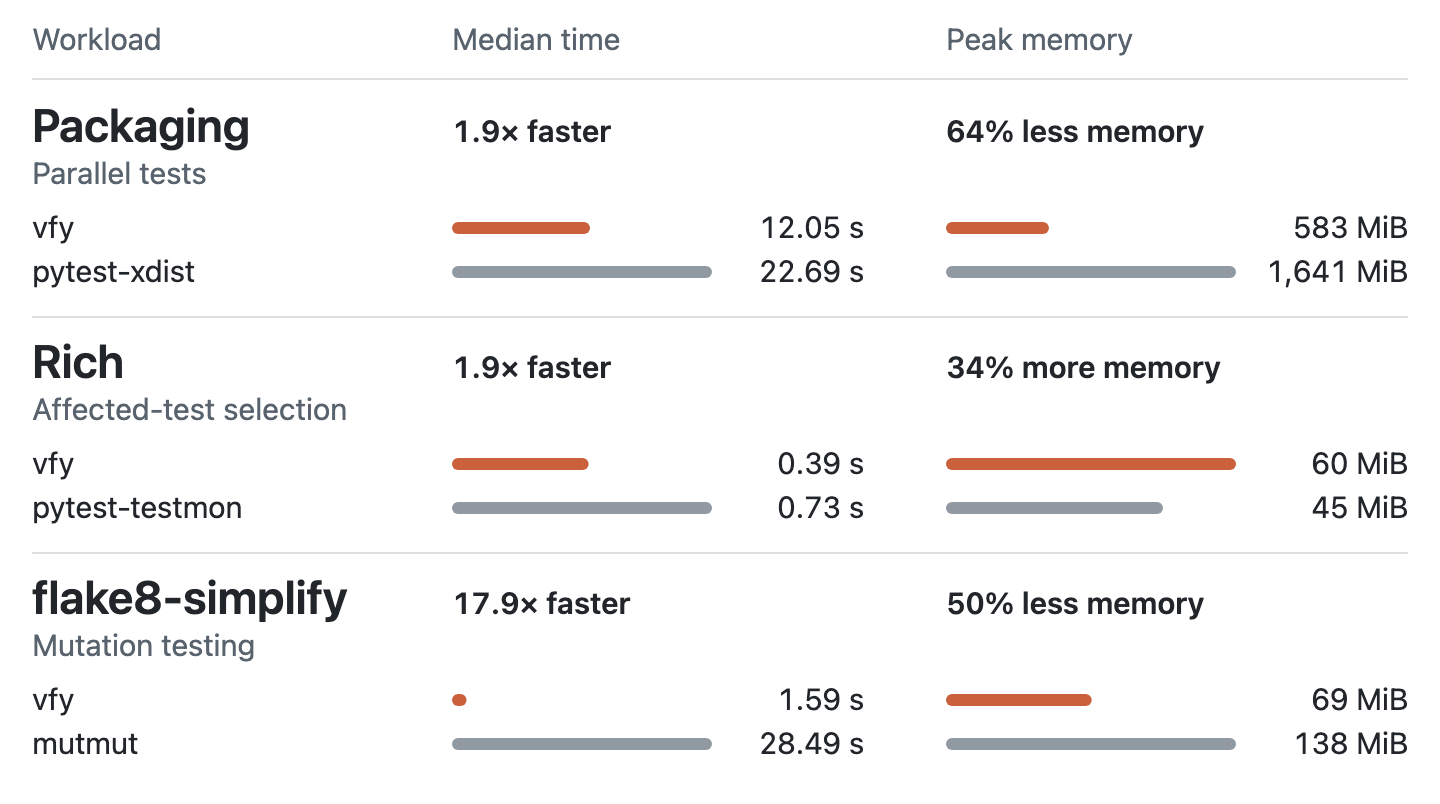 Workload Median time Peak memory
Packaging 1.9× faster 64% less memory
Parallel tests
vfy 12.05 s 583 MiB
pytest-xdist 22.69 s 1,641 MiB
Rich 1.9× faster 34% more memory
Affected-test selection
vfy 0.39 s 60 MiB
pytest-testmon 0.73 s 45 MiB
flake8-simplify 17.9× faster 50% less memory
Mutation testing
vfy 1.59 s 69 MiB
mutmut 28.49 s 138 MiB